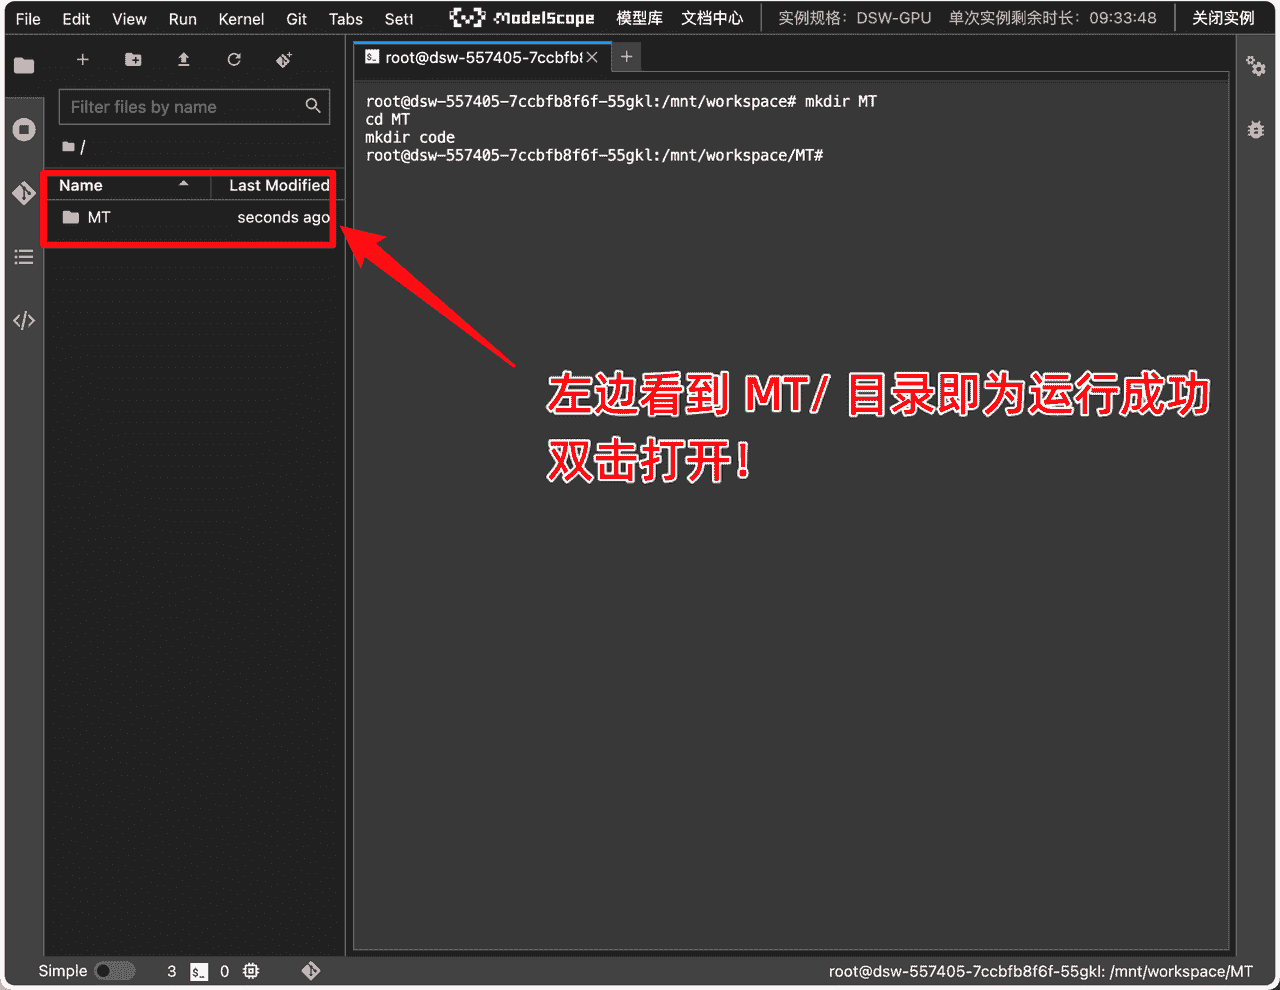 File Edit View Run Kernel Git Tabs Sett ModelScope 模型库 文档中心 实例规格：DSW-GPU 单次实例剩余时长：09:33:48 关闭实例
root@dsw-557405-7ccbfb8
Filter files by name
/
Name Last Modified
MT seconds ago
root@dsw-557405-7ccbfb8f6f-55gkl:/mnt/workspace# mkdir MT
cd MT
mkdir code
root@dsw-557405-7ccbfb8f6f-55gkl:/mnt/workspace/MT#
左边看到 MT/ 目录即为运行成功
双击打开！
Simple 3 $_ 0 root@dsw-557405-7ccbfb8f6f-55gkl: /mnt/workspace/MT